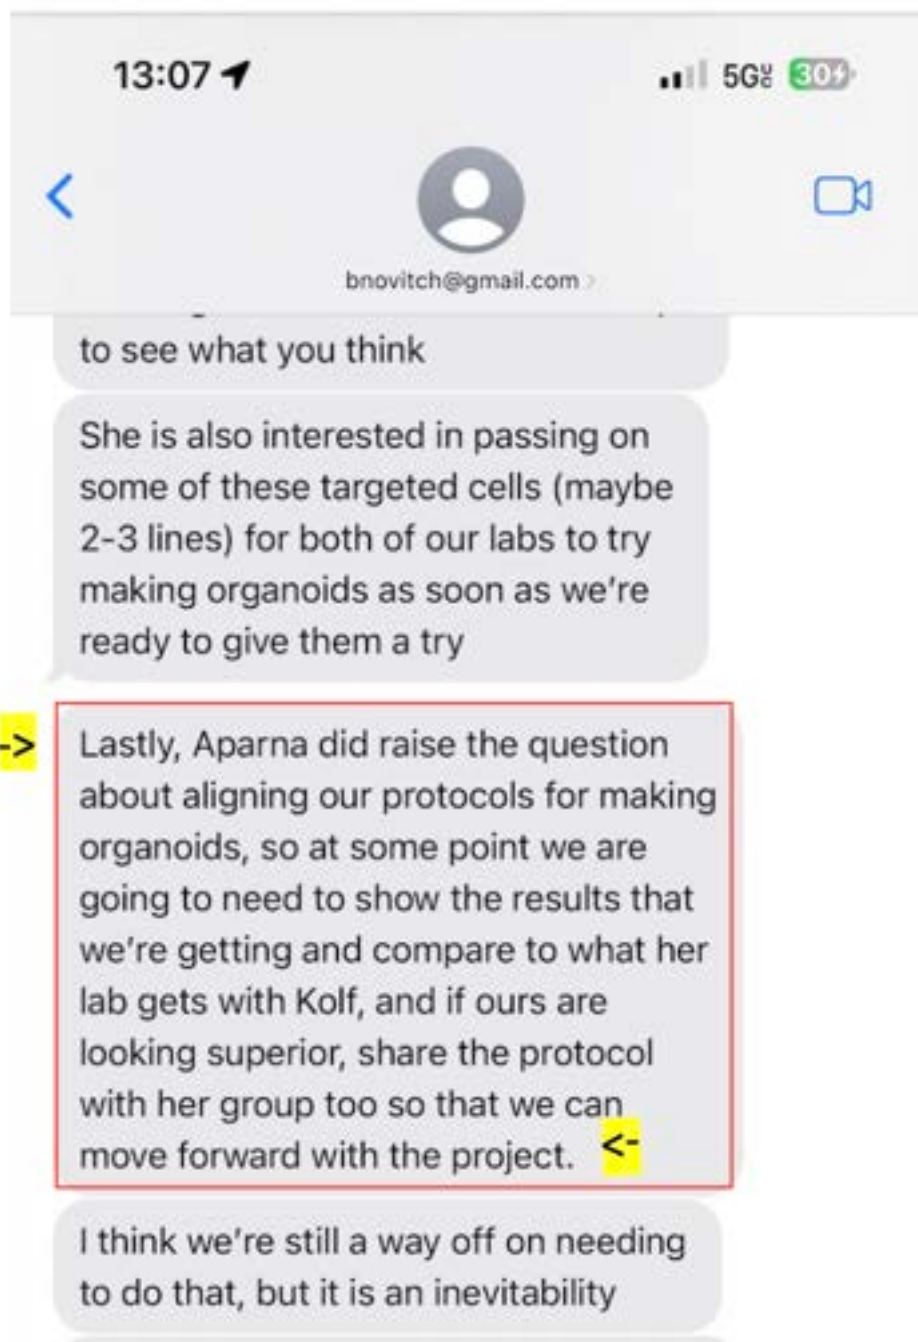 13:07
5G
30
bnovitch@gmail.com
to see what you think
She is also interested in passing on
some of these targeted cells (maybe
2-3 lines) for both of our labs to try
making organoids as soon as we're
ready to give them a try
-> Lastly, Aparna did raise the question
about aligning our protocols for making
organoids, so at some point we are
going to need to show the results that
we're getting and compare to what her
lab gets with Kolf, and if ours are
looking superior, share the protocol
with her group too so that we can
move forward with the project. <-
I think we're still a way off on needing
to do that, but it is an inevitability